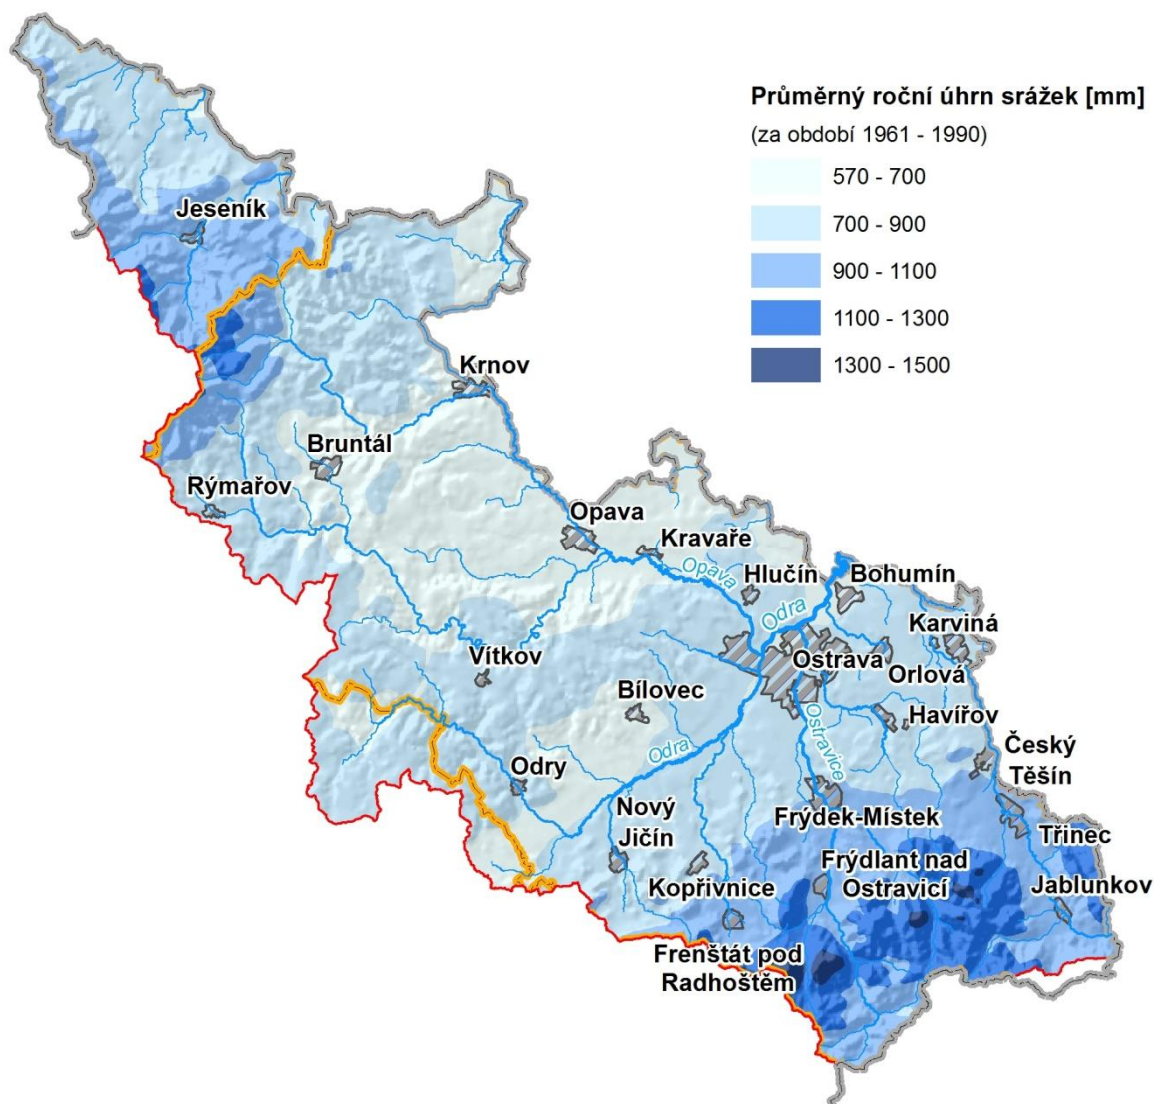 Průměrný roční úhrn srážek [mm]
(za období 1961 - 1990)
570 - 700
700 - 900
900 - 1100
1100 - 1300
1300 - 1500
Jeseník
Krnov
Bruntál
Rýmařov
Opava
Kravaře
Opava
Hlučín
Bohumín
Odra
Karviná
Ostrava
Orlová
Vítkov
Bílovec
Havířov
Ostravice
Odra
Český
Těšín
Odry
Nový
Jičín
Frýdek-Místek
Třinec
Kopřivnice
Frýdlant nad
Ostravicí
Jablunkov
Frenštát pod
Radhoštěm